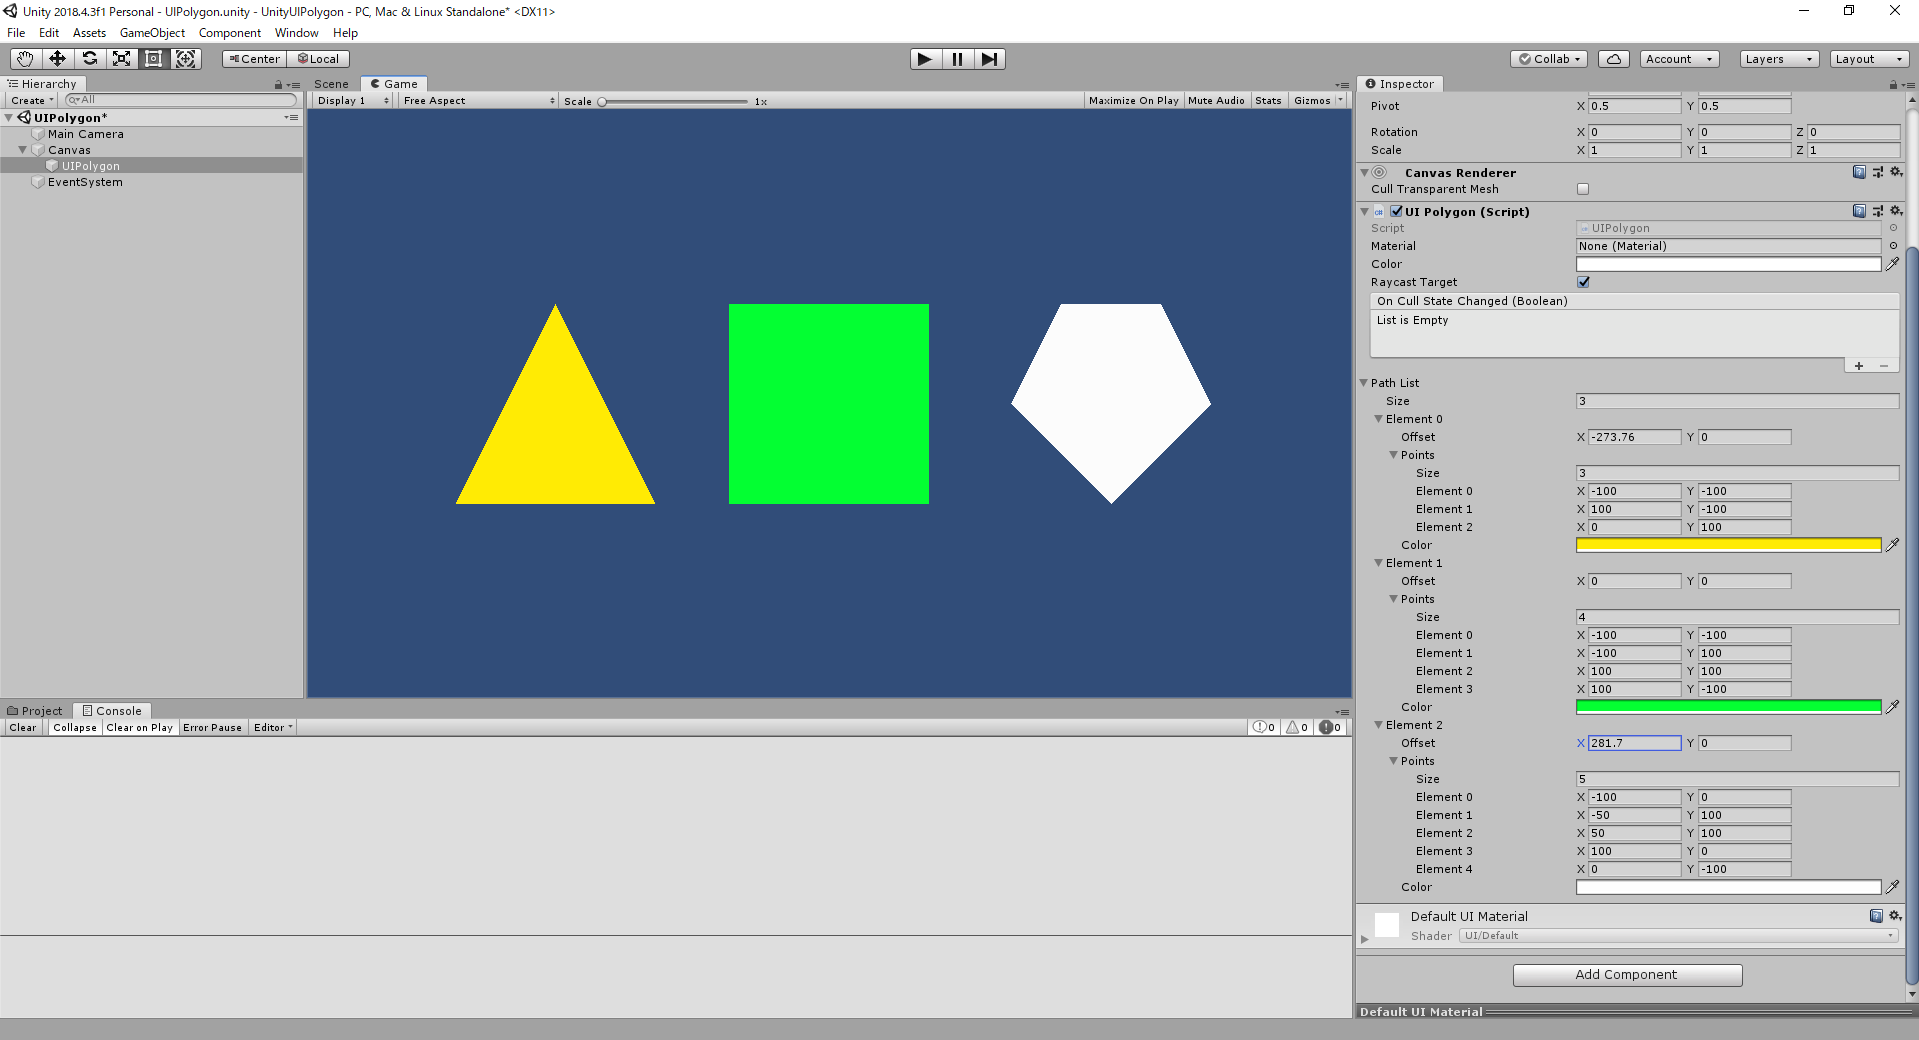 Unity 2018.4.3f1 Personal - UIPolygon.unity - UnityUIPolygon - PC, Mac & Linux Standalone* <DX11>
File Edit Assets GameObject Component Window Help
Center Local Collab Account Layers Layout
Hierarchy
Create All
UIPolygon*
Main Camera
Canvas
UIPolygon
EventSystem
Scene Game
Display 1 Free Aspect Scale 1x Maximize On Play Mute Audio Stats Gizmos
Project Console
Clear Collapse Clear on Play Error Pause Editor 0 0 0
Inspector
Pivot X 0.5 Y 0.5
Rotation X 0 Y 0 Z 0
Scale X 1 Y 1 Z 1
Canvas Renderer
Cull Transparent Mesh
UI Polygon (Script)
Script UIPolygon
Material None (Material)
Color
Raycast Target
On Cull State Changed (Boolean)
List is Empty
Path List
Size 3
Element 0
Offset X -273.76 Y 0
Points
Size 3
Element 0 X -100 Y -100
Element 1 X 100 Y -100
Element 2 X 0 Y 100
Color
Element 1
Offset X 0 Y 0
Points
Size 4
Element 0 X -100 Y -100
Element 1 X -100 Y 100
Element 2 X 100 Y 100
Element 3 X 100 Y -100
Color
Element 2
Offset X 281.7 Y 0
Points
Size 5
Element 0 X -100 Y 0
Element 1 X -50 Y 100
Element 2 X 50 Y 100
Element 3 X 100 Y 0
Element 4 X 0 Y -100
Color
Default UI Material
Shader UI/Default
Add Component
Default UI Material